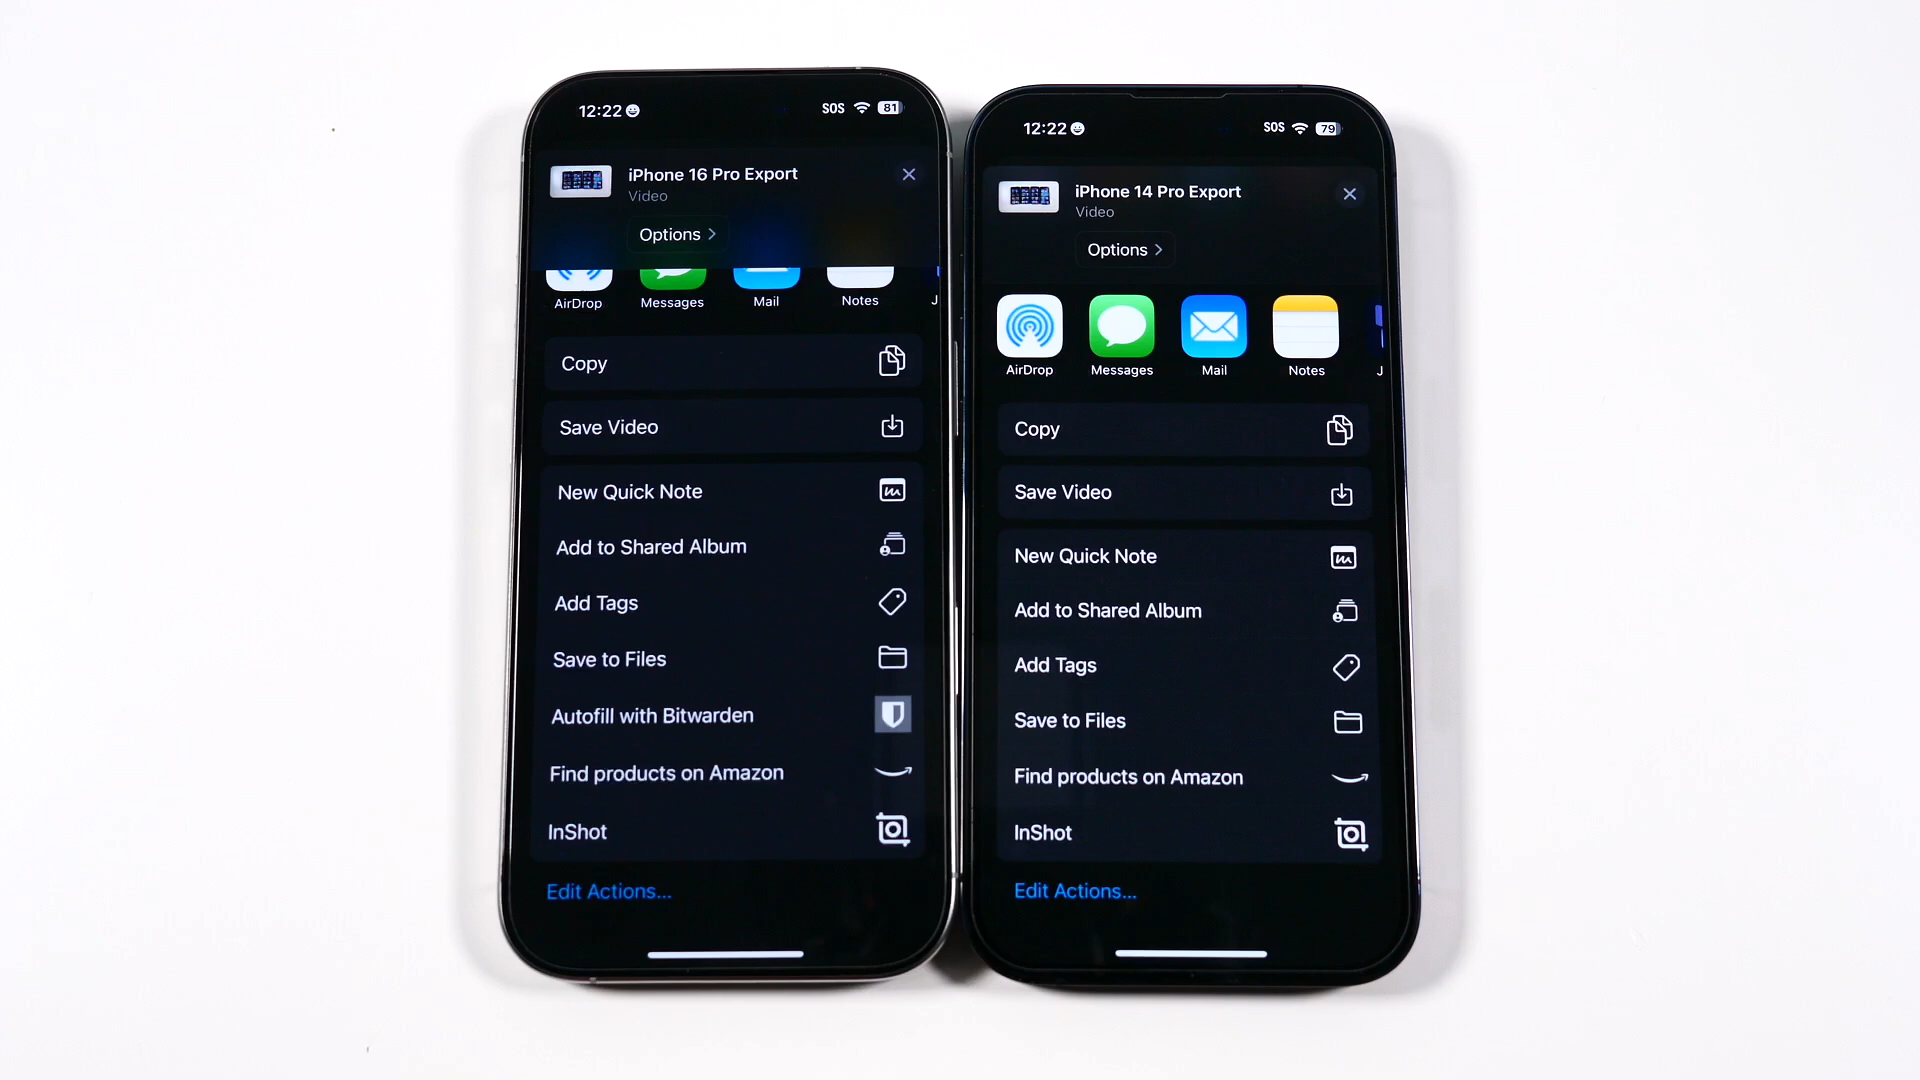 12:22
SOS 81
iPhone 16 Pro Export
Video
Options
AirDrop
Messages
Mail
Notes
J
Copy
Save Video
New Quick Note
Add to Shared Album
Add Tags
Save to Files
Autofill with Bitwarden
Find products on Amazon
InShot
Edit Actions...
12:22
SOS 79
iPhone 14 Pro Export
Video
Options
AirDrop
Messages
Mail
Notes
J
Copy
Save Video
New Quick Note
Add to Shared Album
Add Tags
Save to Files
Find products on Amazon
InShot
Edit Actions...